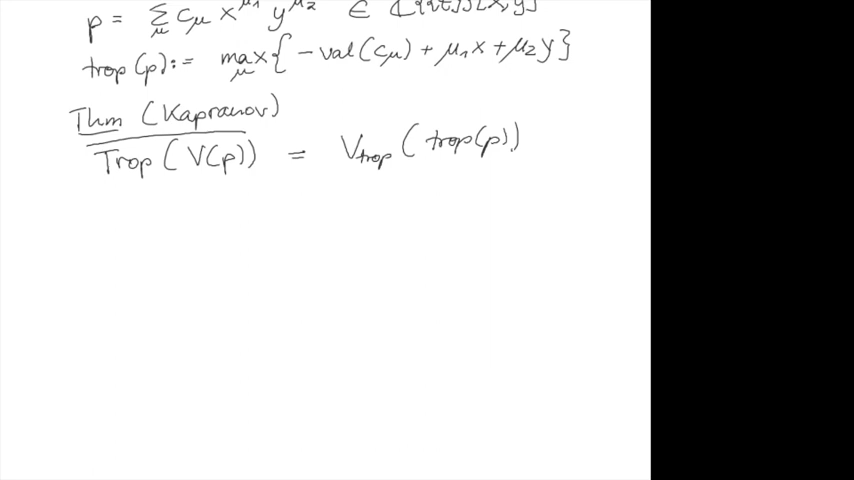 p = ∑_μ c_μ x^{μ_1} y^{μ_2} ∈ ℂ{{t}}[x,y]
trop(p) := max_μ { -val(c_μ) + μ_1 x + μ_2 y }
Thm (Kapranov)
Trop(V(p)) = V_trop(trop(p))